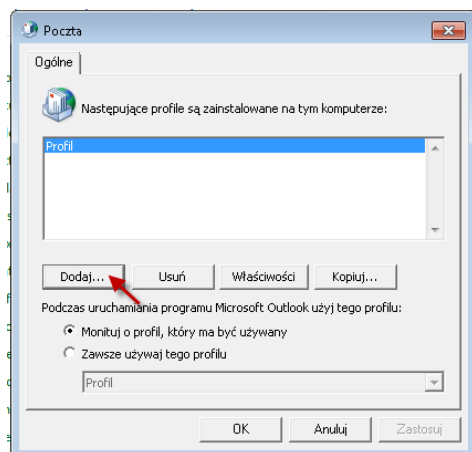 Poczta
Ogólne
Następujące profile są zainstalowane na tym komputerze:
Profil
Dodaj... Usuń Właściwości Kopiuj...
Podczas uruchamiania programu Microsoft Outlook użyj tego profilu:
Monituj o profil, który ma być używany
Zawsze używaj tego profilu
Profil
OK Anuluj Zastosuj